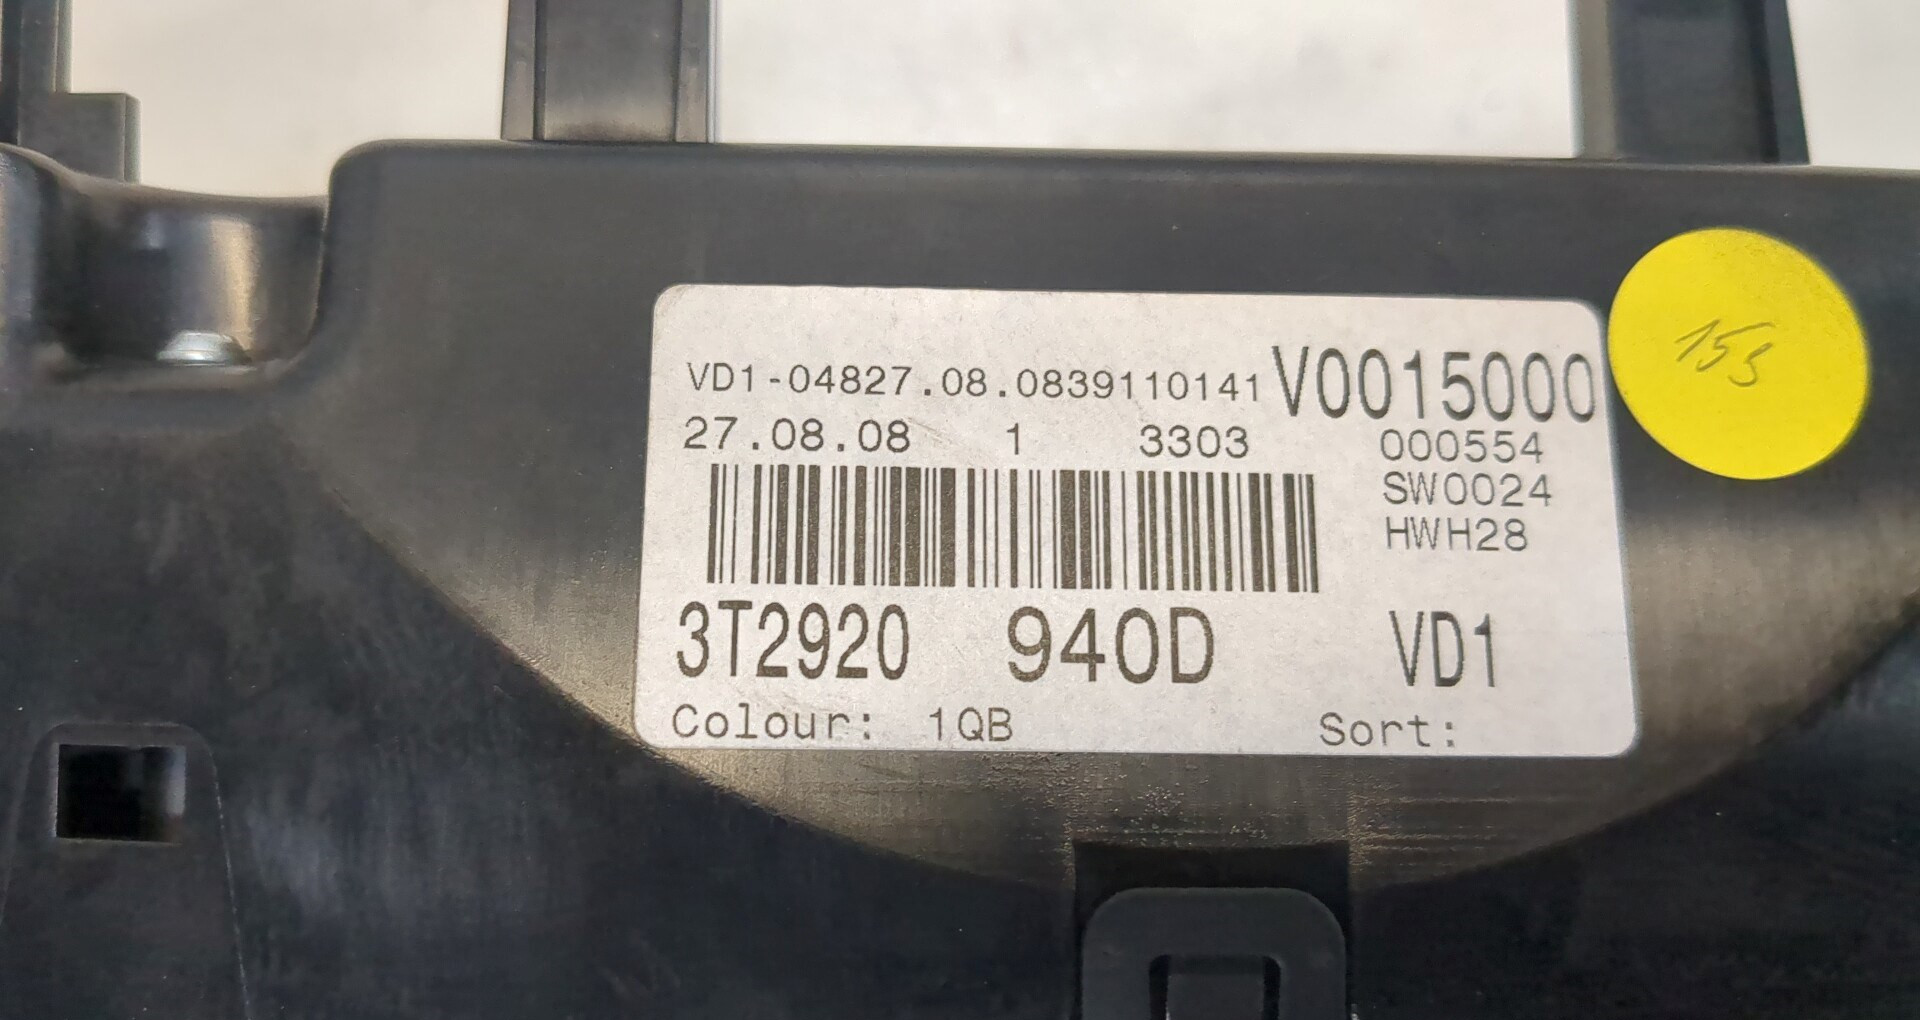 VD1-04827.08.0839110141 V0015000
27.08.08 1 3303 000554
SW0024
HWH28
3T2920 940D VD1
Colour: 1QB Sort:
153